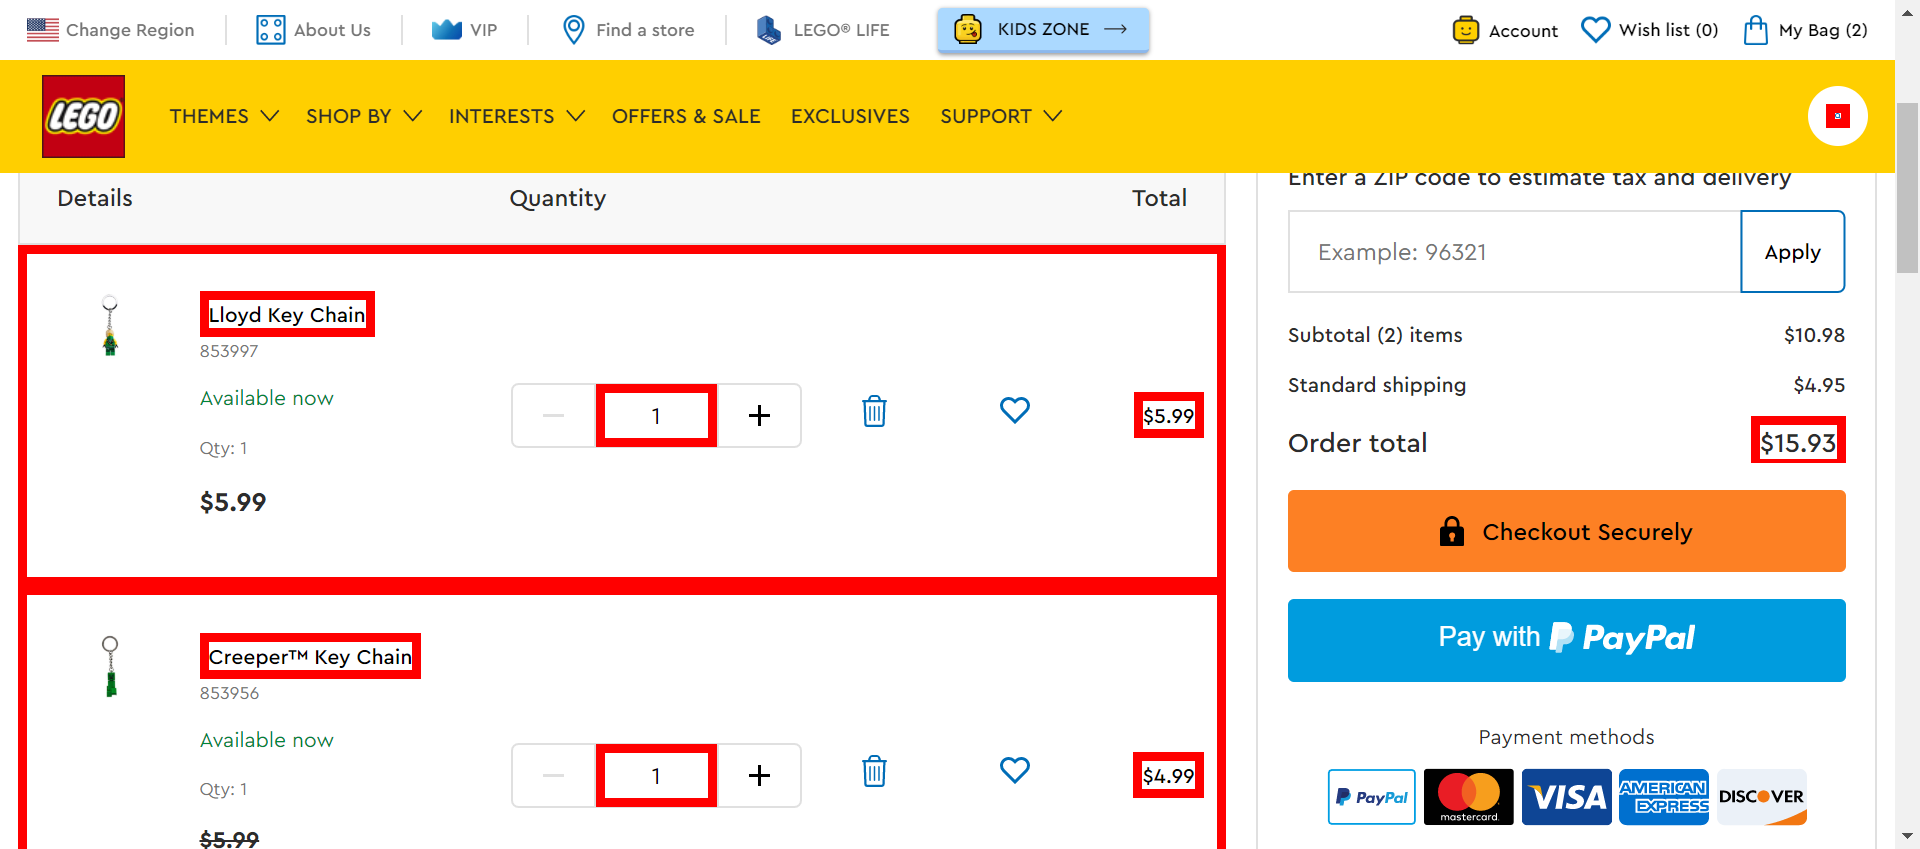 Change Region
About Us
VIP
Find a store
LEGO® LIFE
KIDS ZONE
Account
Wish list (0)
My Bag (2)
LEGO
THEMES
SHOP BY
INTERESTS
OFFERS & SALE
EXCLUSIVES
SUPPORT
Details
Quantity
Total
Lloyd Key Chain
853997
Available now
Qty: 1
$5.99
1
$5.99
Creeper™ Key Chain
853956
Available now
Qty: 1
$5.99
1
$4.99
Enter a ZIP code to estimate tax and delivery
Example: 96321
Apply
Subtotal (2) items
$10.98
Standard shipping
$4.95
Order total
$15.93
Checkout Securely
Pay with PayPal
Payment methods
PayPal
mastercard.
VISA
AMERICAN
EXPRESS
DISCOVER